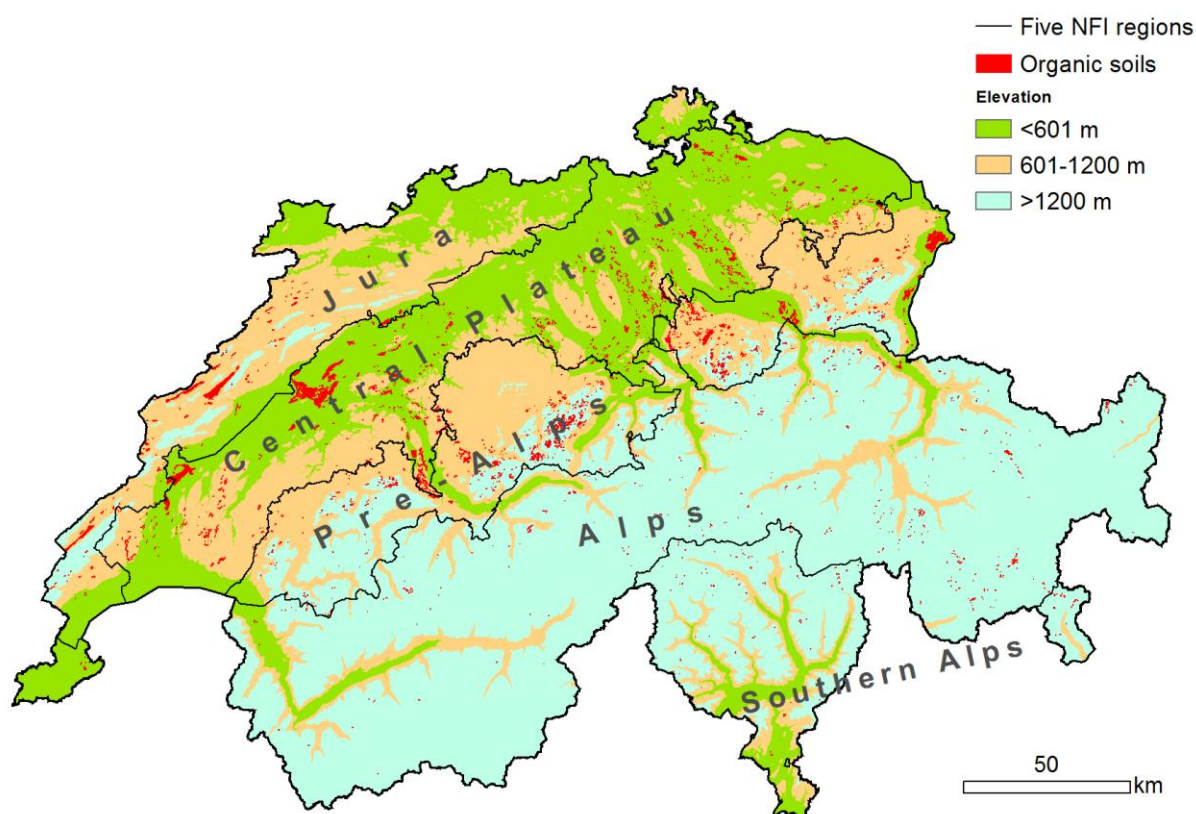 Five NFI regions
Organic soils
Elevation
<601 m
601-1200 m
>1200 m
Jura
Central Plateau
Pre-Alps
Alps
Southern Alps
50
km